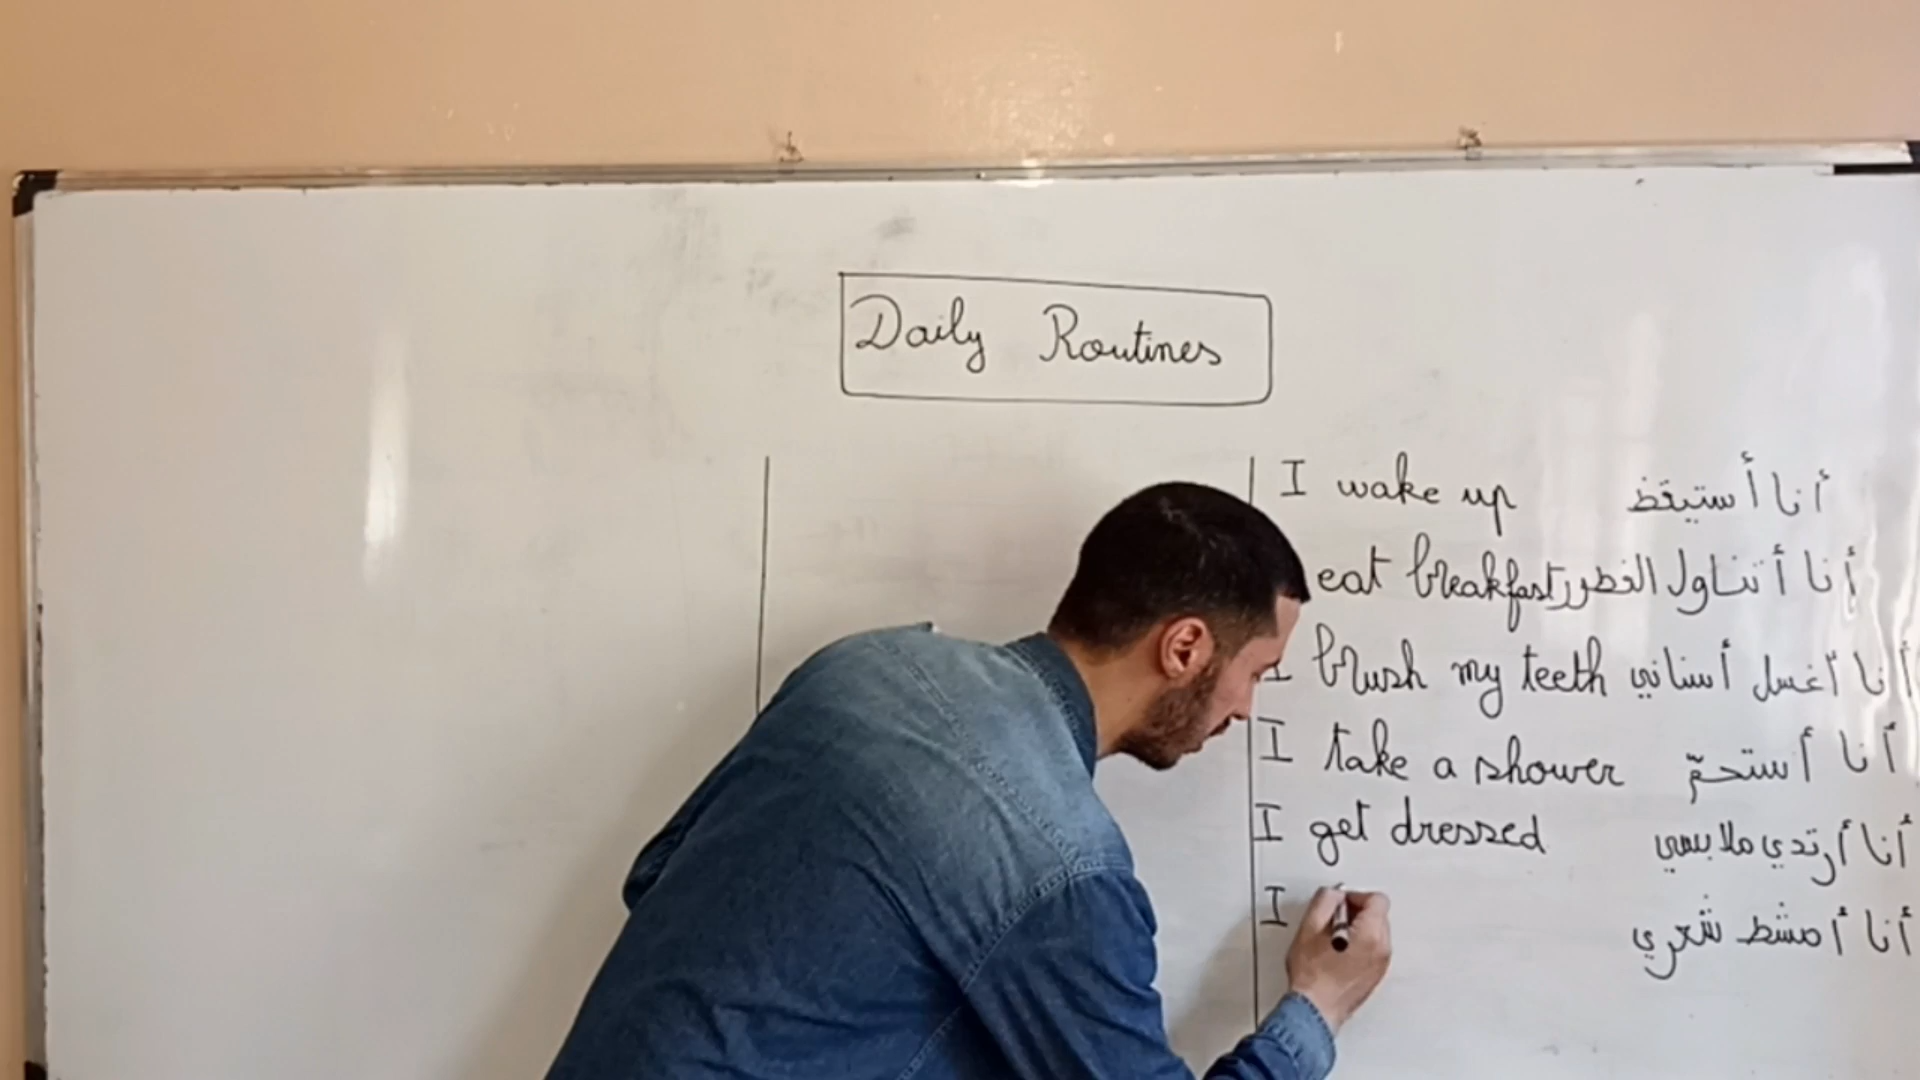 Daily Routines
I wake up أنا أستيقظ
eat breakfast أنا أتناول الفطور
I brush my teeth أنا أغسل أسناني
I take a shower أنا أستحمّ
I get dressed أنا أرتدي ملابسي
I أنا أمشط شعري